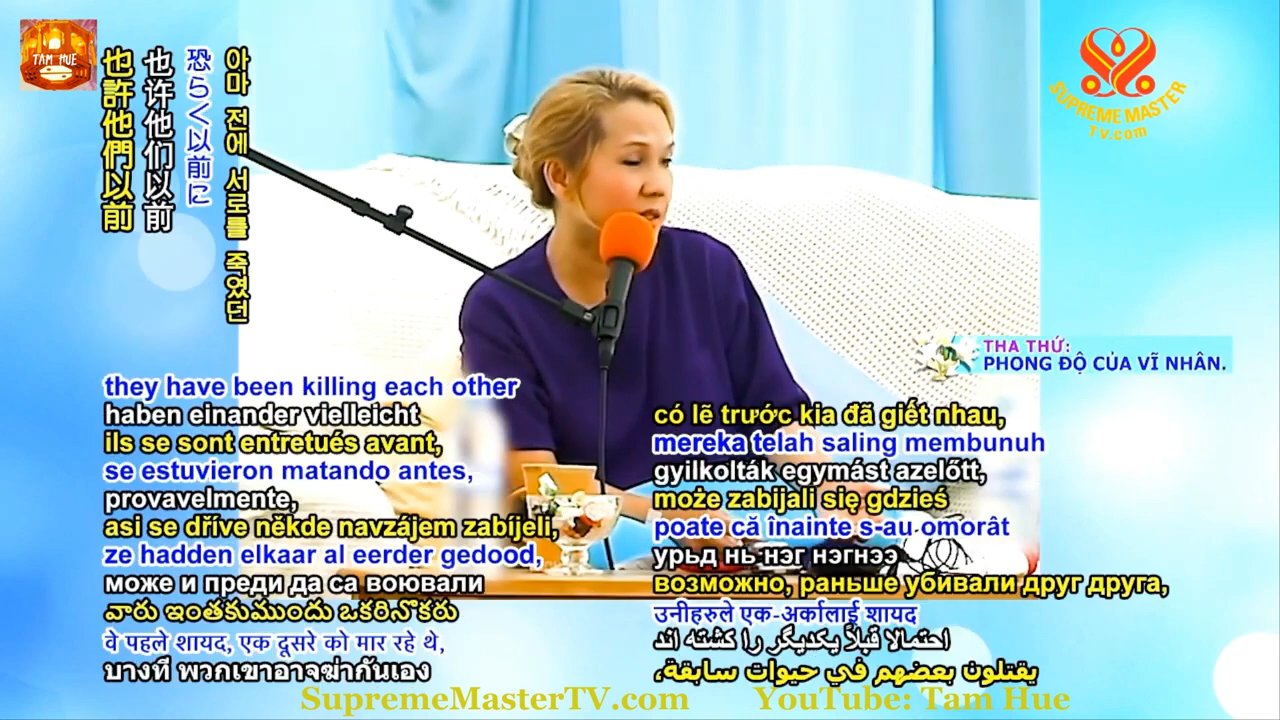 TAM HUE
也許他們以前
也许他们以前
恐らく以前に
아마 전에 서로를 죽였던
SUPREME MASTER
TV.com
THA THỨ:
PHONG ĐỘ CỦA VĨ NHÂN.
they have been killing each other
haben einander vielleicht
ils se sont entretués avant,
se estuvieron matando antes,
provavelmente,
asi se dříve někde navzájem zabíjeli,
ze hadden elkaar al eerder gedood,
може и преди да са воювали
వారు ఇంతకుముందు ఒకరినొకరు
वे पहले शायद, एक दूसरे को मार रहे थे,
บางที พวกเขาอาจฆ่ากันเอง
có lẽ trước kia đã giết nhau,
mereka telah saling membunuh
gyilkolták egymást azelőtt,
może zabijali się gdzieś
poate că înainte s-au omorât
урьд нь нэг нэгнээ
возможно, раньше убивали друг друга,
उनीहरुले एक-अर्कालाई शायद
احتمالا قبلاً یکدیگر را کشته اند
يقتلون بعضهم في حيوات سابقة،
SupremeMasterTV.com
YouTube: Tam Hue